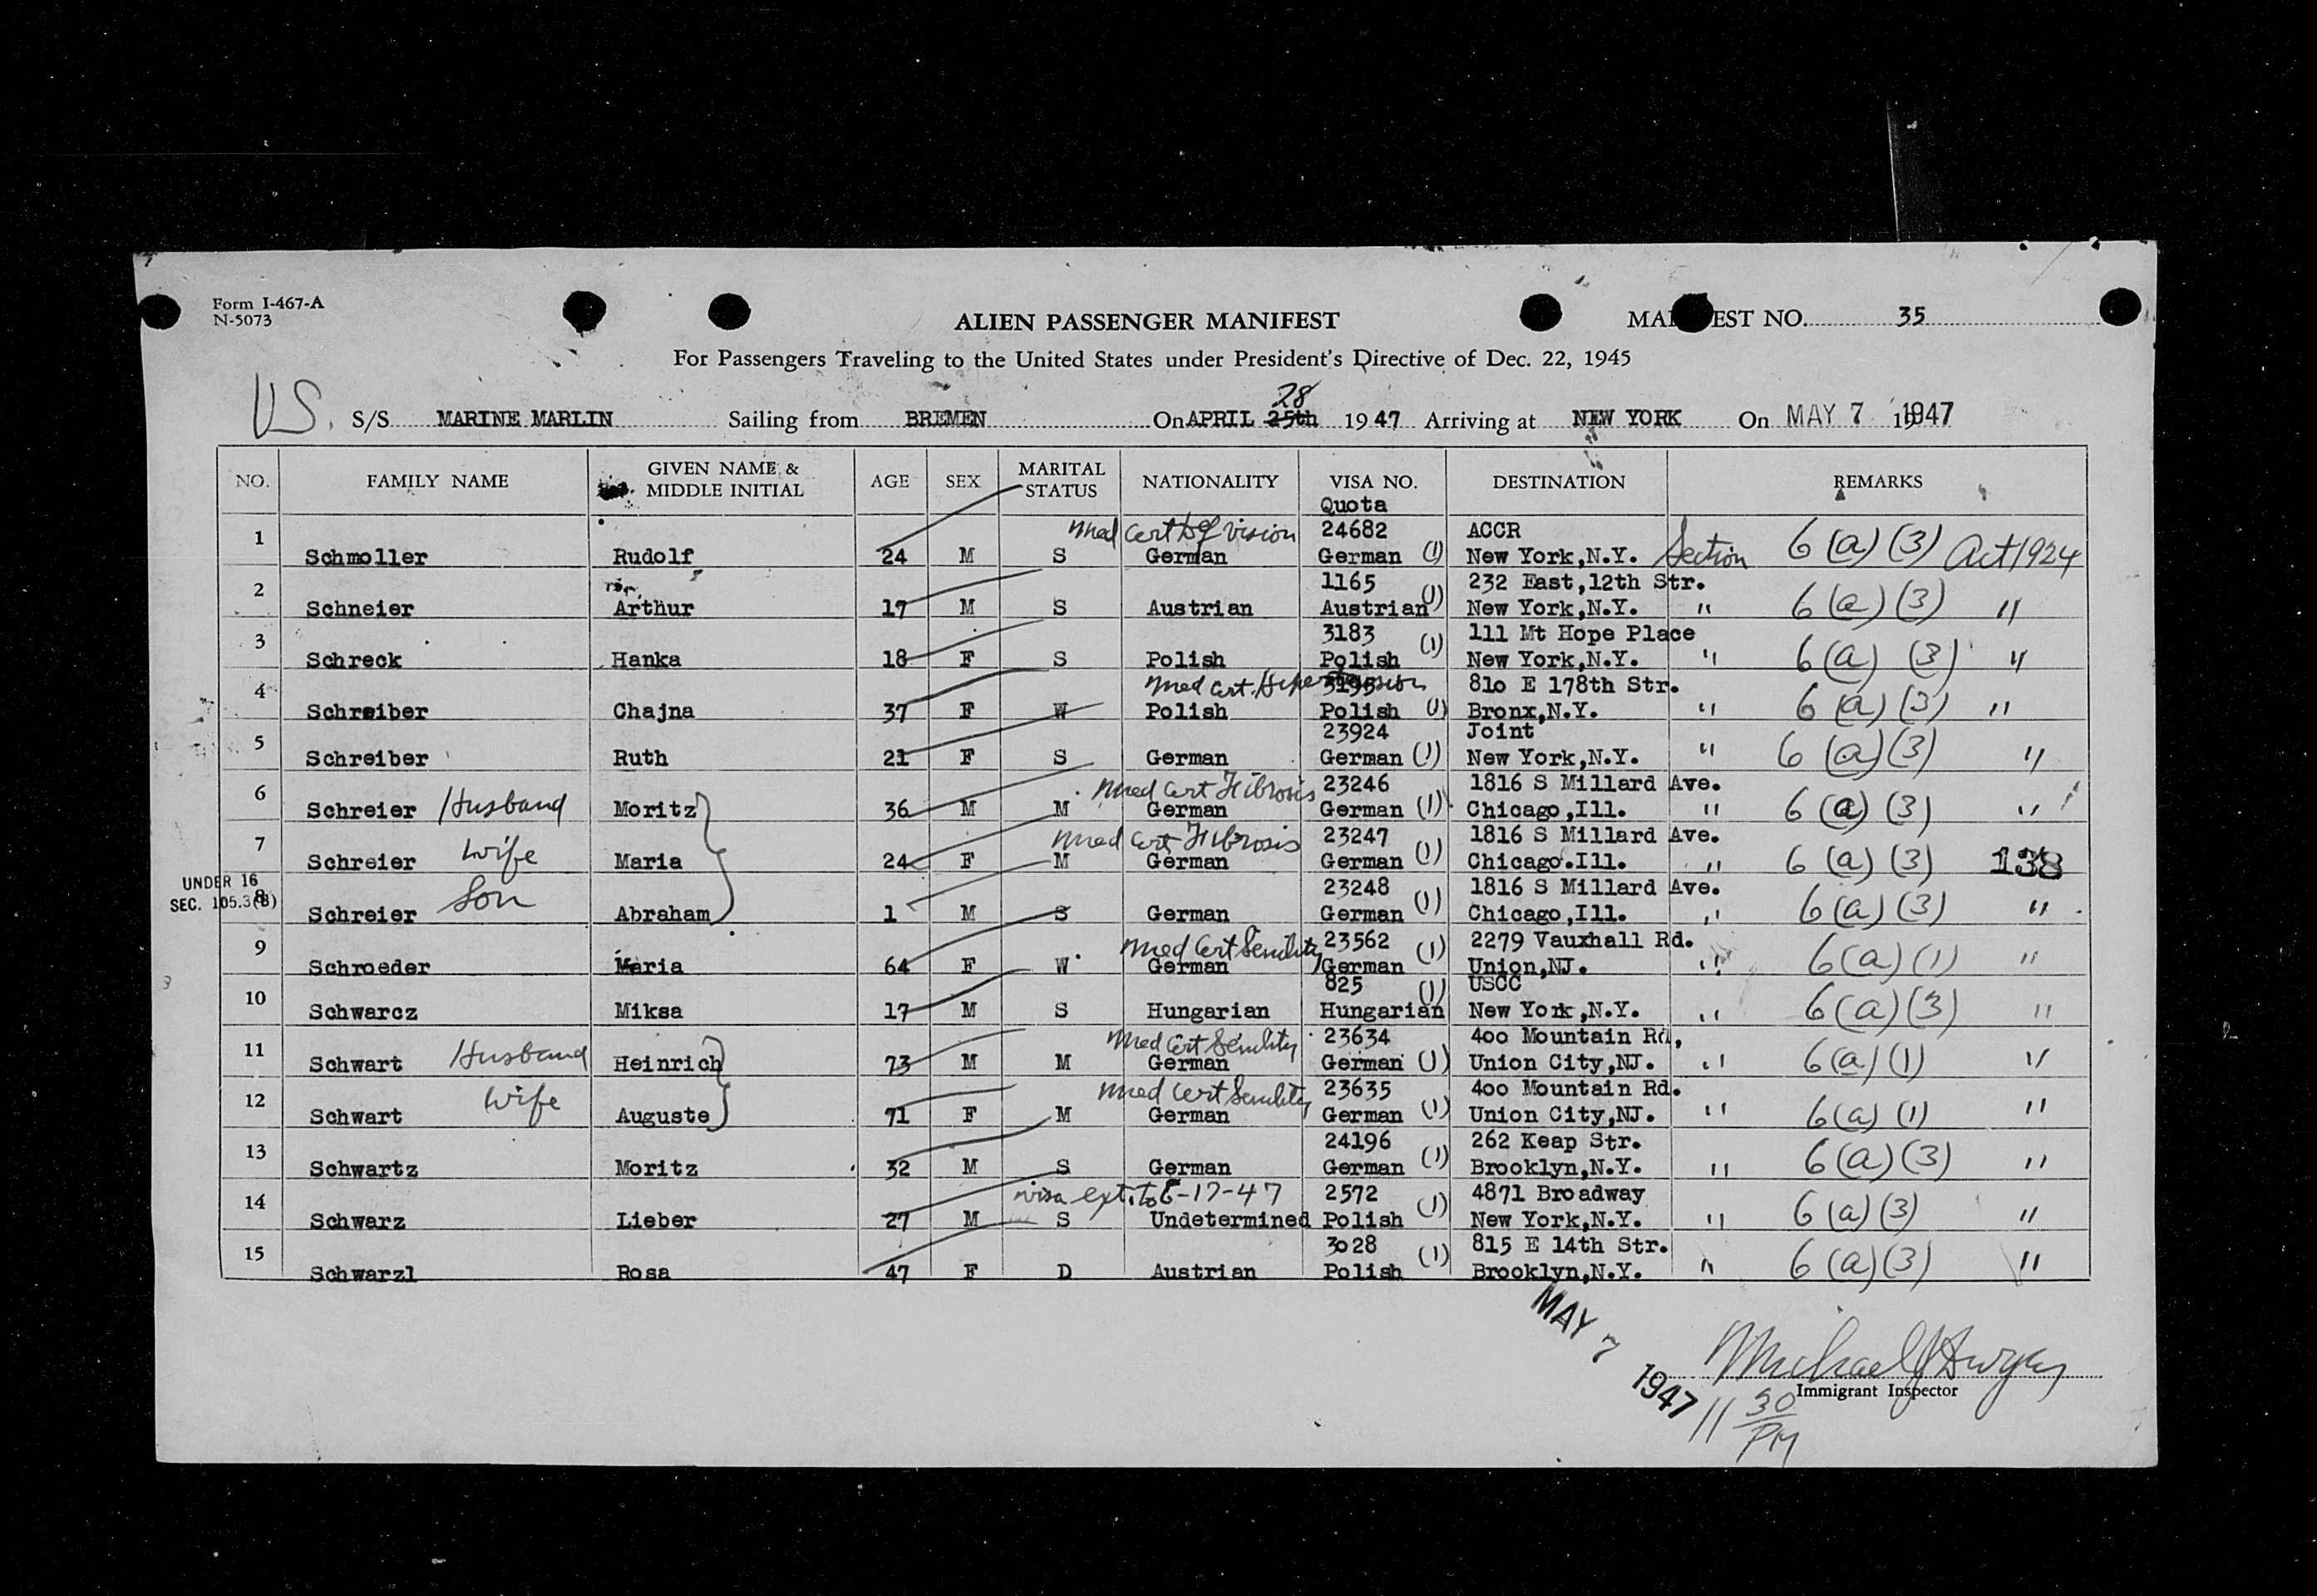 Form I-467-A
N-5073
ALIEN PASSENGER MANIFEST
MA EST NO. 35
For Passengers Traveling to the United States under President's Directive of Dec. 22, 1945
US. S/S MARINE MARLIN Sailing from BREMEN On APRIL 25th 28 1947 Arriving at NEW YORK On MAY 7 1947
NO. FAMILY NAME GIVEN NAME & MIDDLE INITIAL AGE SEX MARITAL STATUS NATIONALITY VISA NO. DESTINATION REMARKS
Quota
1 med cert of vision 24682 ACCR
Schmoller Rudolf 24 M S German German (1) New York,N.Y. Section 6(a)(3) Act 1924
2 1165 232 East,12th Str.
Schneier Arthur 17 M S Austrian Austrian (1) New York,N.Y. " 6(a)(3) "
3 3183 111 Mt Hope Place
Schreck Hanka 18 F S Polish Polish (1) New York,N.Y. " 6(a)(3) "
4 med cert. Hypertension 3195 810 E 178th Str.
Schreiber Chajna 37 F W Polish Polish (1) Bronx,N.Y. " 6(a)(3) "
5 23924 Joint
Schreiber Ruth 21 F S German German (1) New York,N.Y. " 6(a)(3) "
6 med Cert Fibrosis 23246 1816 S Millard Ave.
Schreier Husband Moritz 36 M M German German (1) Chicago,Ill. " 6(a)(3) "
7 med Cert Fibrosis 23247 1816 S Millard Ave.
Schreier wife Maria 24 F M German German (1) Chicago.Ill. " 6(a)(3) 138
UNDER 16
SEC. 105.3(B)
8 23248 1816 S Millard Ave.
Schreier Son Abraham 1 M S German German (1) Chicago,Ill. " 6(a)(3) "
9 med Cert Senility 23562 2279 Vauxhall Rd.
Schroeder Maria 64 F W German German (1) Union,NJ. " 6(a)(1) "
10 825 USCC
Schwarcz Miksa 17 M S Hungarian Hungarian (1) New York,N.Y. " 6(a)(3) "
11 med Cert Senility 23634 400 Mountain Rd,
Schwart Husband Heinrich 73 M M German German (1) Union City,NJ. " 6(a)(1) "
12 med Cert Senility 23635 400 Mountain Rd.
Schwart wife Auguste 71 F M German German (1) Union City,NJ. " 6(a)(1) "
13 24196 262 Keap Str.
Schwartz Moritz 32 M S German German (1) Brooklyn,N.Y. " 6(a)(3) "
14 visa ext. to 6-17-47 2572 4871 Broadway
Schwarz Lieber 27 M S Undetermined Polish (1) New York,N.Y. " 6(a)(3) "
15 3028 815 E 14th Str.
Schwarzl Rosa 47 F D Austrian Polish (1) Brooklyn,N.Y. " 6(a)(3) "
MAY 7 1947
Michael J Dwyer
Immigrant Inspector
11 30 PM